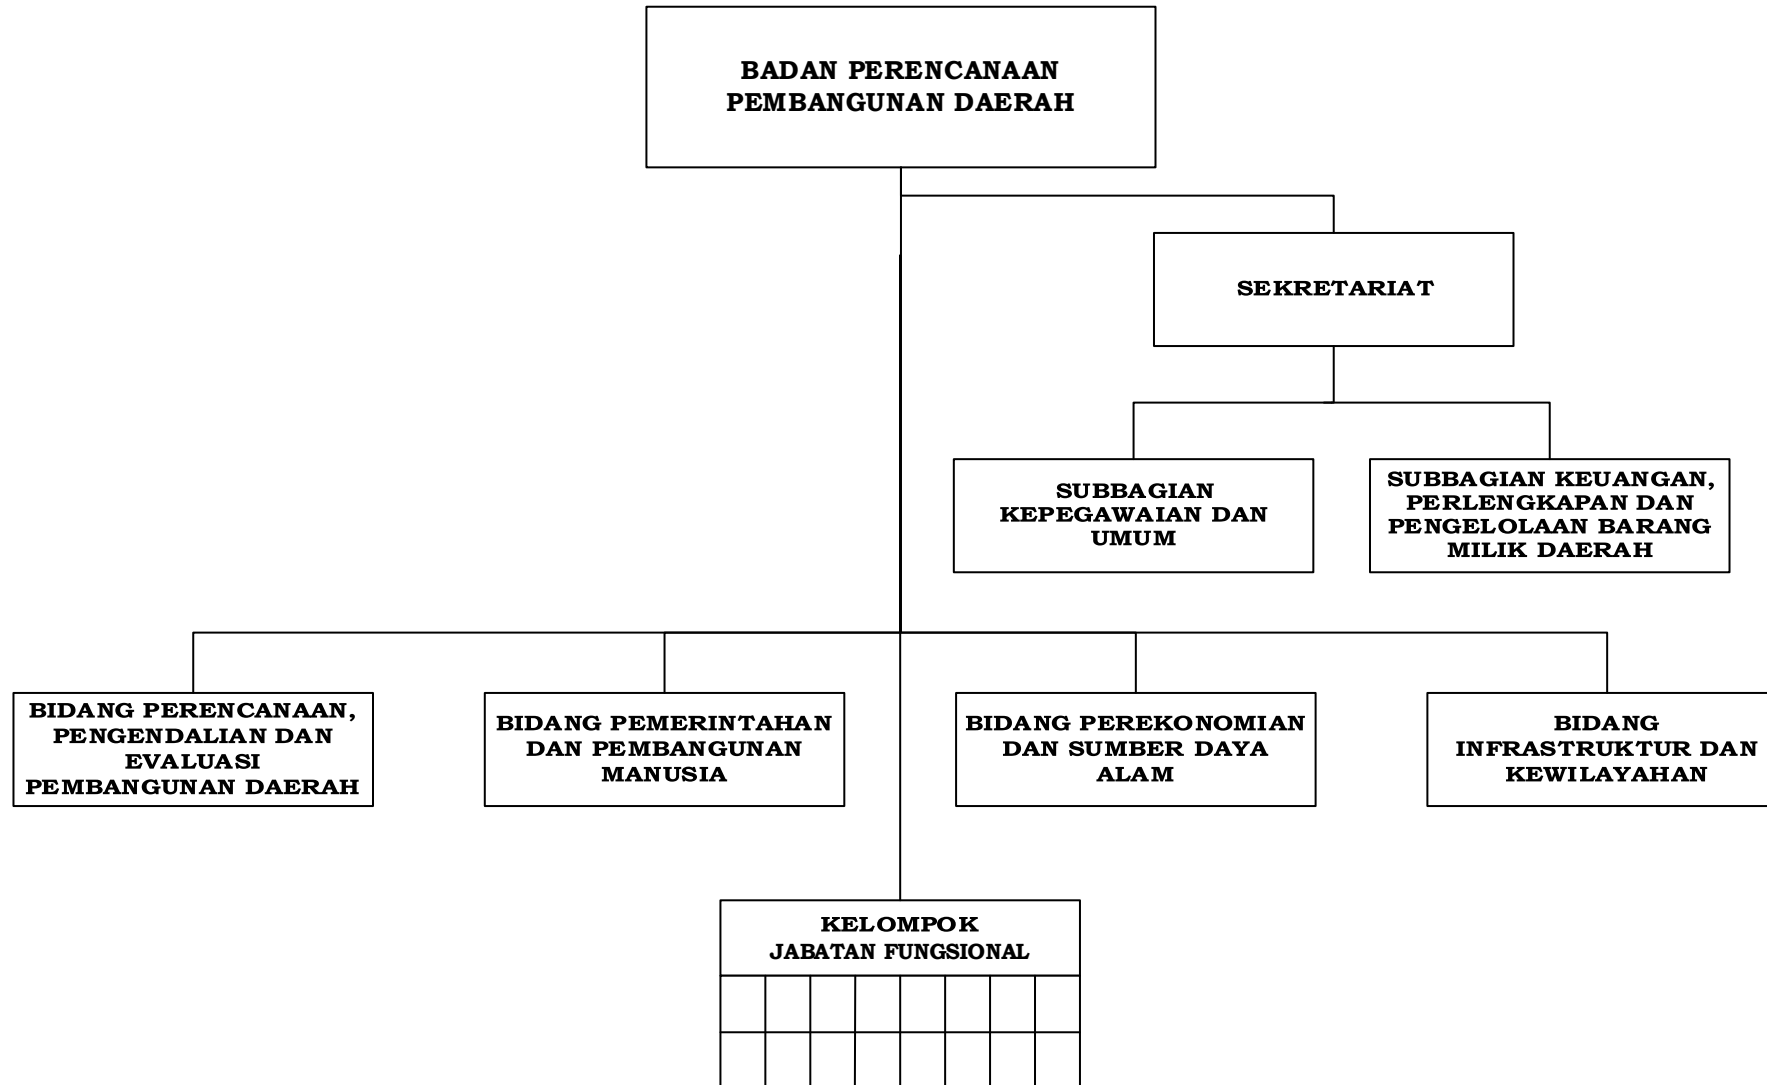 BADAN PERENCANAAN
PEMBANGUNAN DAERAH
SEKRETARIAT
SUBBAGIAN
KEPEGAWAIAN DAN
UMUM
SUBBAGIAN KEUANGAN,
PERLENGKAPAN DAN
PENGELOLAAN BARANG
MILIK DAERAH
BIDANG PERENCANAAN,
PENGENDALIAN DAN
EVALUASI
PEMBANGUNAN DAERAH
BIDANG PEMERINTAHAN
DAN PEMBANGUNAN
MANUSIA
BIDANG PEREKONOMIAN
DAN SUMBER DAYA
ALAM
BIDANG
INFRASTRUKTUR DAN
KEWILAYAHAN
KELOMPOK
JABATAN FUNGSIONAL